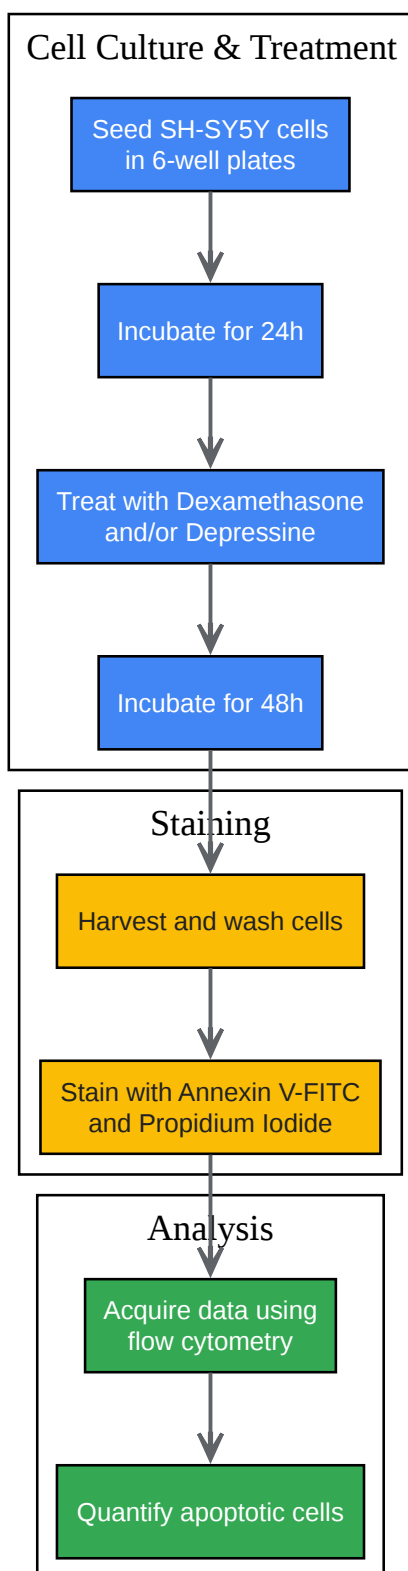 Cell Culture & Treatment
Seed SH-SY5Y cells
in 6-well plates
Incubate for 24h
Treat with Dexamethasone
and/or Depressine
Incubate for 48h
Staining
Harvest and wash cells
Stain with Annexin V-FITC
and Propidium Iodide
Analysis
Acquire data using
flow cytometry
Quantify apoptotic cells